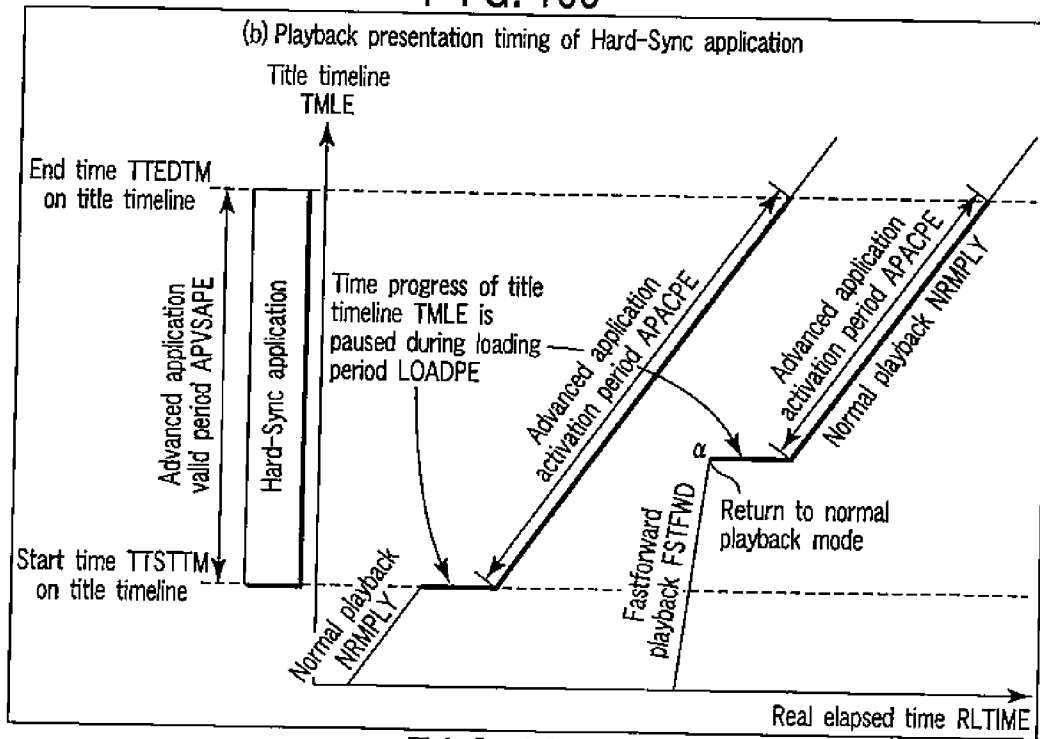 (b) Playback presentation timing of Hard-Sync application
Title timeline
TMLE
End time TTEDTM
on title timeline
Advanced application
valid period APVSAPE
Hard-Sync application
Time progress of title
timeline TMLE is
paused during loading
period LOADPE
Advanced application
activation period APACPE
Advanced application
activation period APACPE
Normal playback NRMPLY
α
Return to normal
playback mode
Fastforward
playback FSTFWD
Start time TTSTTM
on title timeline
Normal playback
NRMPLY
Real elapsed time RLTIME